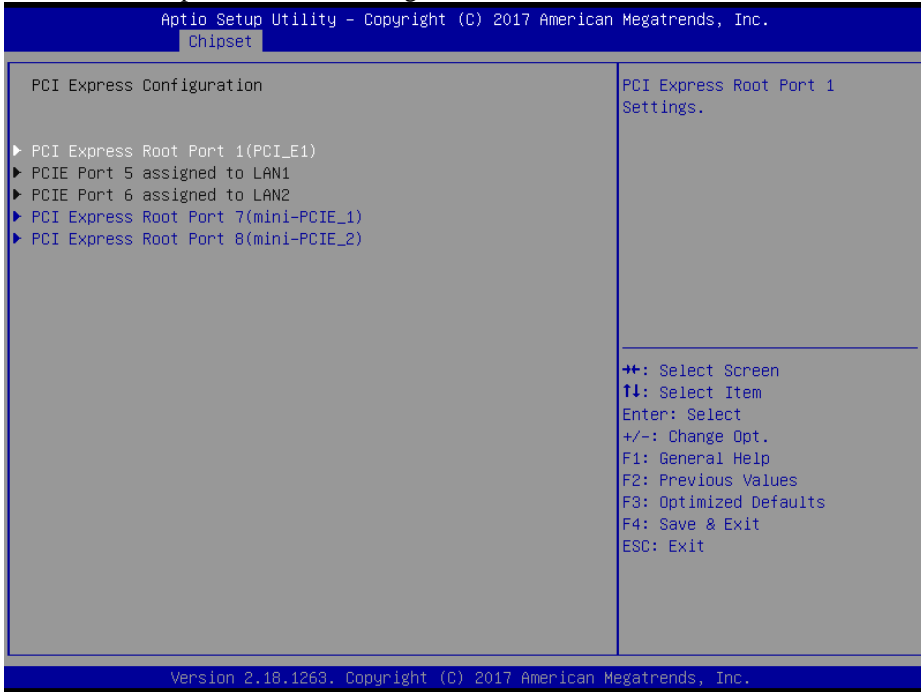 Aptio Setup Utility – Copyright (C) 2017 American Megatrends, Inc.
Chipset
PCI Express Configuration
PCI Express Root Port 1(PCI_E1)
PCIE Port 5 assigned to LAN1
PCIE Port 6 assigned to LAN2
PCI Express Root Port 7(mini-PCIE_1)
PCI Express Root Port 8(mini-PCIE_2)
PCI Express Root Port 1
Settings.
→←: Select Screen
↑↓: Select Item
Enter: Select
+/-: Change Opt.
F1: General Help
F2: Previous Values
F3: Optimized Defaults
F4: Save & Exit
ESC: Exit
Version 2.18.1263. Copyright (C) 2017 American Megatrends, Inc.